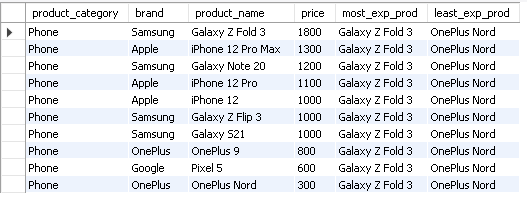 product_category brand product_name price most_exp_prod least_exp_prod
Phone Samsung Galaxy Z Fold 3 1800 Galaxy Z Fold 3 OnePlus Nord
Phone Apple iPhone 12 Pro Max 1300 Galaxy Z Fold 3 OnePlus Nord
Phone Samsung Galaxy Note 20 1200 Galaxy Z Fold 3 OnePlus Nord
Phone Apple iPhone 12 Pro 1100 Galaxy Z Fold 3 OnePlus Nord
Phone Apple iPhone 12 1000 Galaxy Z Fold 3 OnePlus Nord
Phone Samsung Galaxy Z Flip 3 1000 Galaxy Z Fold 3 OnePlus Nord
Phone Samsung Galaxy S21 1000 Galaxy Z Fold 3 OnePlus Nord
Phone OnePlus OnePlus 9 800 Galaxy Z Fold 3 OnePlus Nord
Phone Google Pixel 5 600 Galaxy Z Fold 3 OnePlus Nord
Phone OnePlus OnePlus Nord 300 Galaxy Z Fold 3 OnePlus Nord